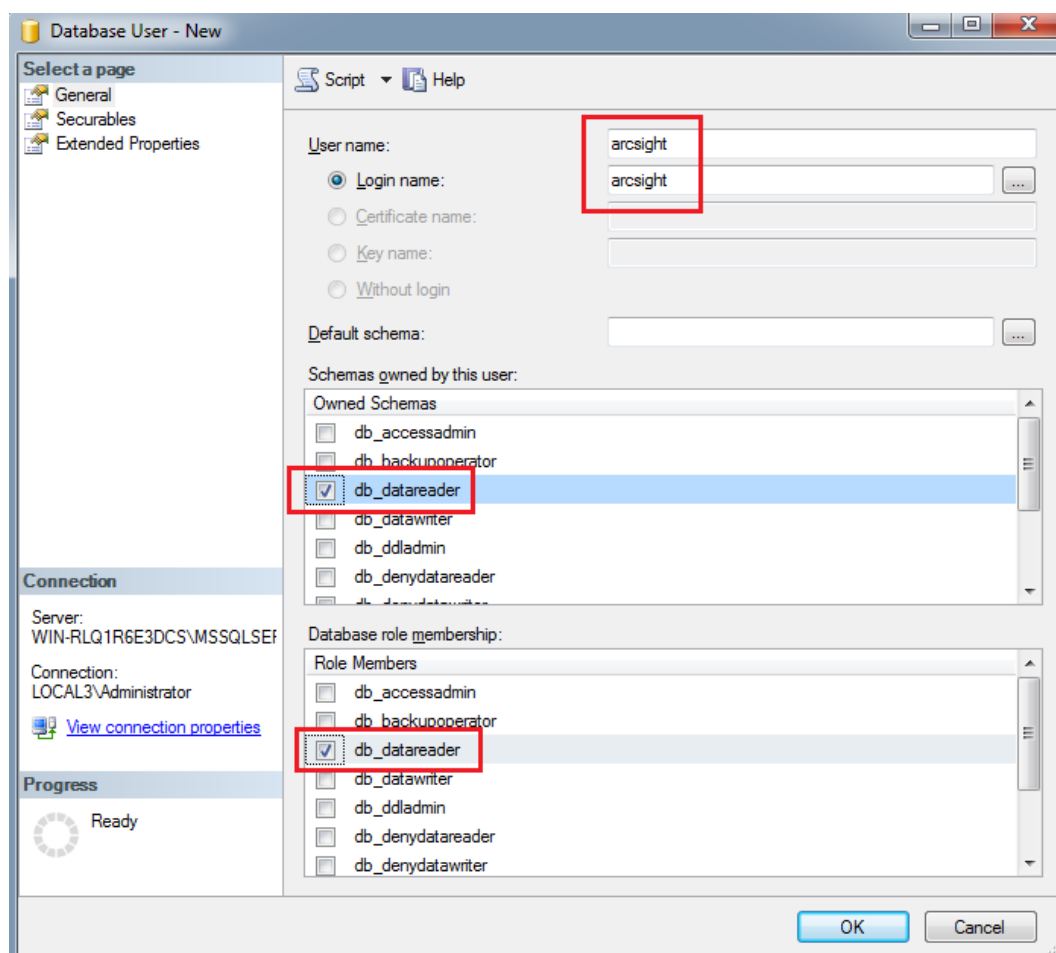 Database User - New
Select a page
General
Securables
Extended Properties
Script Help
User name: arcsight
Login name: arcsight ...
Certificate name:
Key name:
Without login
Default schema: ...
Schemas owned by this user:
Owned Schemas
db_accessadmin
db_backupoperator
db_datareader
db_datawriter
db_ddladmin
db_denydatareader
db_denydatawriter
Database role membership:
Role Members
db_accessadmin
db_backupoperator
db_datareader
db_datawriter
db_ddladmin
db_denydatareader
db_denydatawriter
Connection
Server:
WIN-RLQ1R6E3DCS\MSSQLSER
Connection:
LOCAL3\Administrator
View connection properties
Progress
Ready
OK Cancel